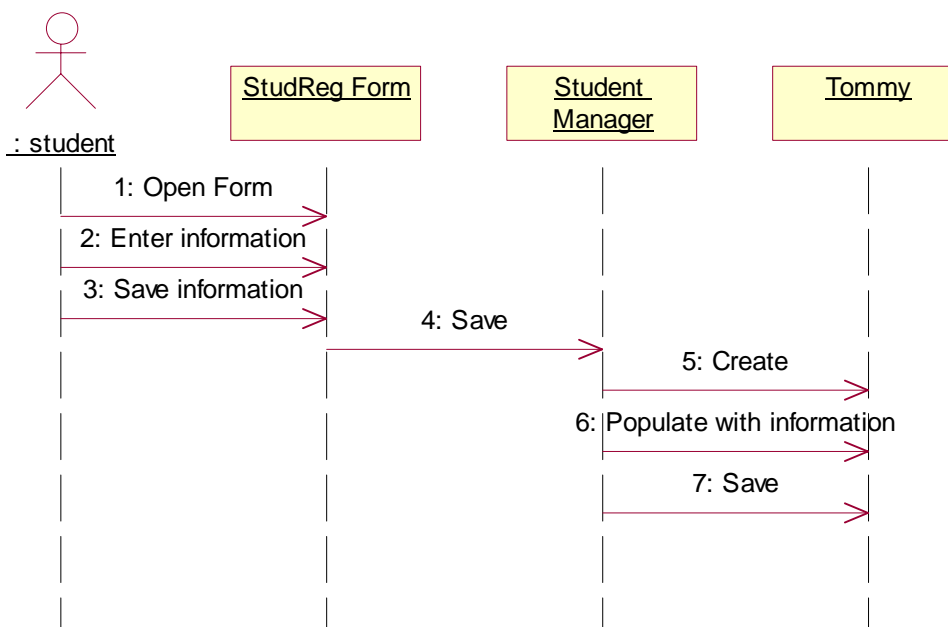 StudReg Form
Student
Manager
Tommy
: student
1: Open Form
2: Enter information
3: Save information
4: Save
5: Create
6: Populate with information
7: Save